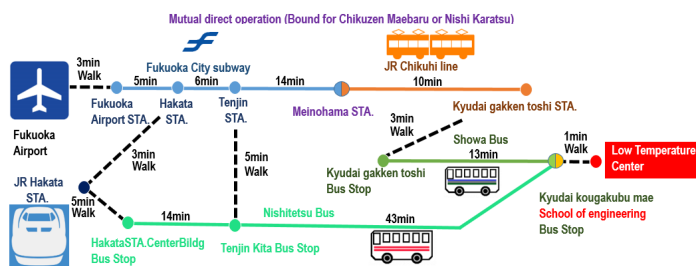 Mutual direct operation (Bound for Chikuzen Maebaru or Nishi Karatsu)
3min
Walk
Fukuoka City subway
JR Chikuhi line
5min
6min
14min
10min
Fukuoka
Airport STA.
Hakata
STA.
Tenjin
STA.
Meinohama STA.
Kyudai gakken toshi STA.
Fukuoka
Airport
3min
Walk
5min
Walk
3min
Walk
Showa Bus
13min
1min
Walk
Low Temperature
Center
Kyudai gakken toshi
Bus Stop
JR Hakata
STA.
5min
Walk
14min
Nishitetsu Bus
43min
Kyudai kougakubu mae
School of engineering
Bus Stop
HakataSTA.CenterBildg
Bus Stop
Tenjin Kita Bus Stop